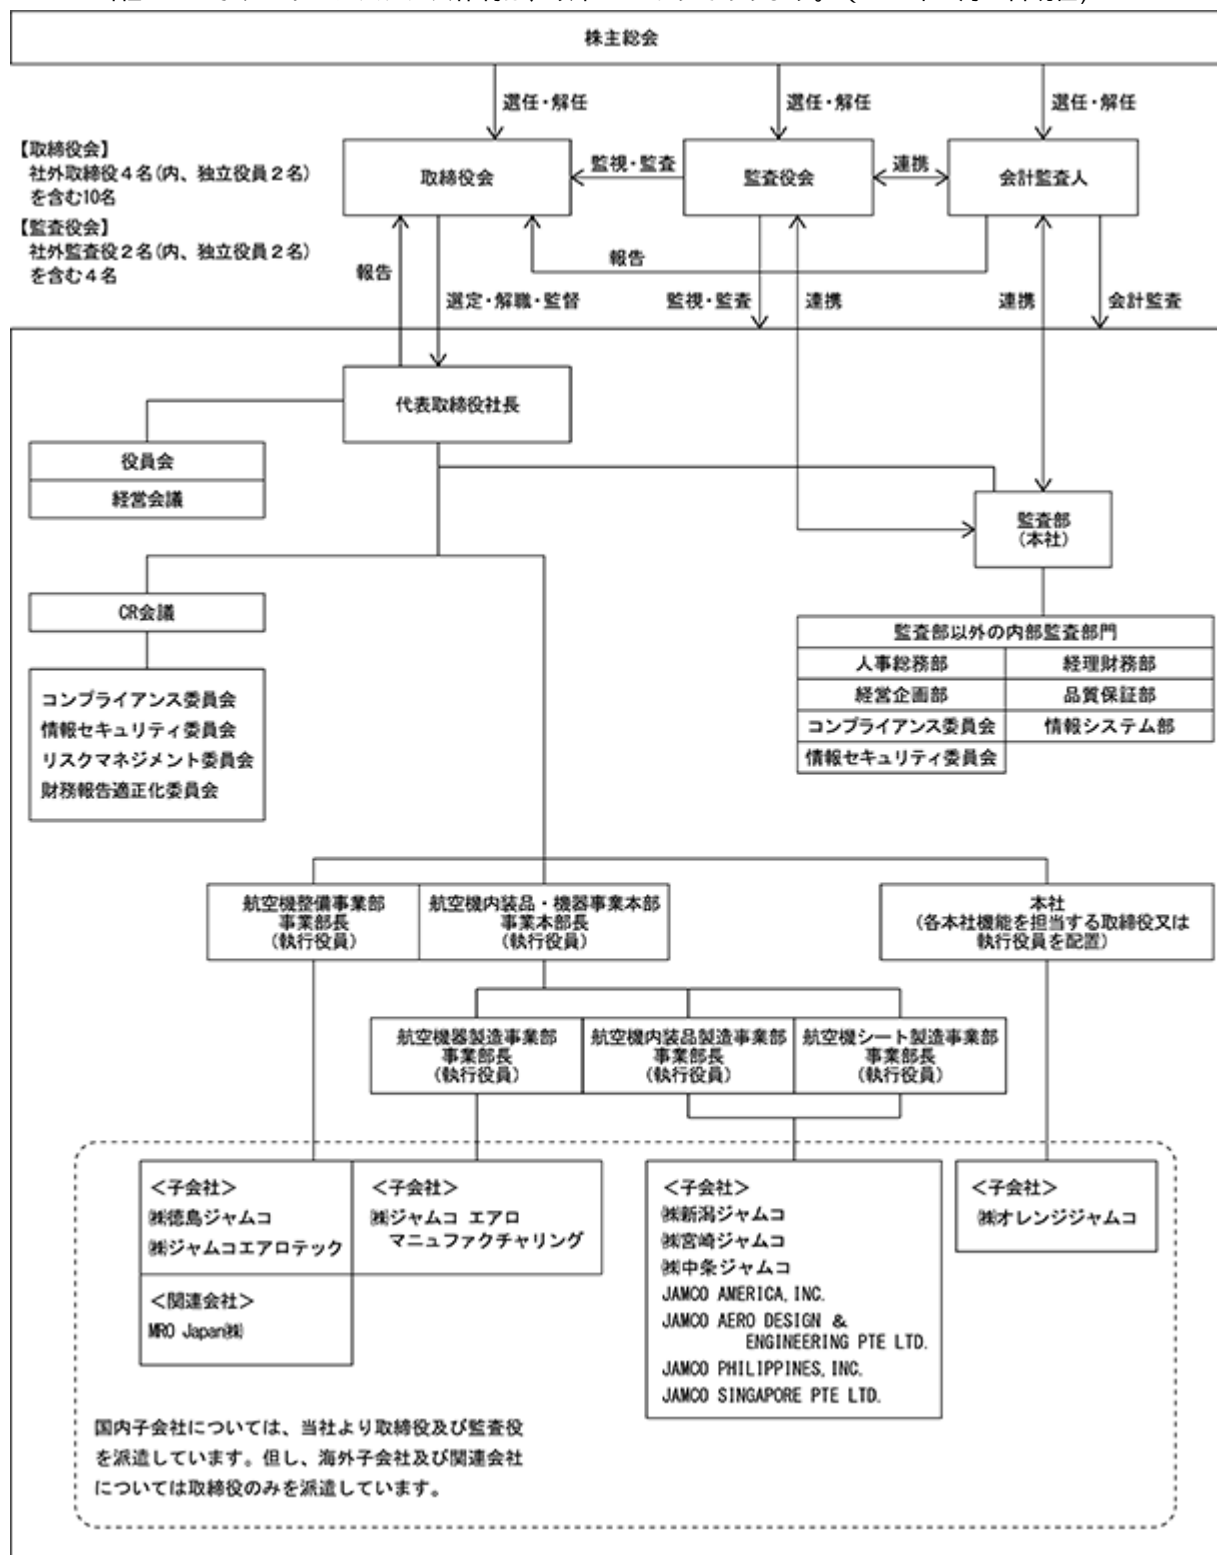 株主総会
選任・解任
選任・解任
選任・解任
【取締役会】
社外取締役４名(内、独立役員２名)
を含む10名
【監査役会】
社外監査役２名(内、独立役員２名)
を含む４名
取締役会
監視・監査
監査役会
連携
会計監査人
報告
報告
選定・解職・監督
監視・監査
連携
連携
会計監査
代表取締役社長
役員会
経営会議
監査部
(本社)
CR会議
コンプライアンス委員会
情報セキュリティ委員会
リスクマネジメント委員会
財務報告適正化委員会
監査部以外の内部監査部門
人事総務部
経理財務部
経営企画部
品質保証部
コンプライアンス委員会
情報システム部
情報セキュリティ委員会
航空機整備事業部
事業部長
(執行役員)
航空機内装品・機器事業本部
事業本部長
(執行役員)
本社
(各本社機能を担当する取締役又は
執行役員を配置)
航空機器製造事業部
事業部長
(執行役員)
航空機内装品製造事業部
事業部長
(執行役員)
航空機シート製造事業部
事業部長
(執行役員)
＜子会社＞
㈱徳島ジャムコ
㈱ジャムコエアロテック
＜関連会社＞
MRO Japan㈱
＜子会社＞
㈱ジャムコ エアロ
マニュファクチャリング
＜子会社＞
㈱新潟ジャムコ
㈱宮崎ジャムコ
㈱中条ジャムコ
JAMCO AMERICA, INC.
JAMCO AERO DESIGN ＆
ENGINEERING PTE LTD.
JAMCO PHILIPPINES, INC.
JAMCO SINGAPORE PTE LTD.
＜子会社＞
㈱オレンジジャムコ
国内子会社については、当社より取締役及び監査役
を派遣しています。但し、海外子会社及び関連会社
については取締役のみを派遣しています。